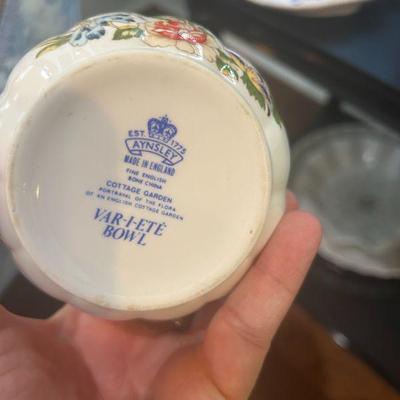 EST. 1775
AYNSLEY
MADE IN ENGLAND
FINE ENGLISH
BONE CHINA
COTTAGE GARDEN
PORTRAYAL OF THE FLORA
OF AN ENGLISH COTTAGE GARDEN
VAR-I-ETÉ
BOWL